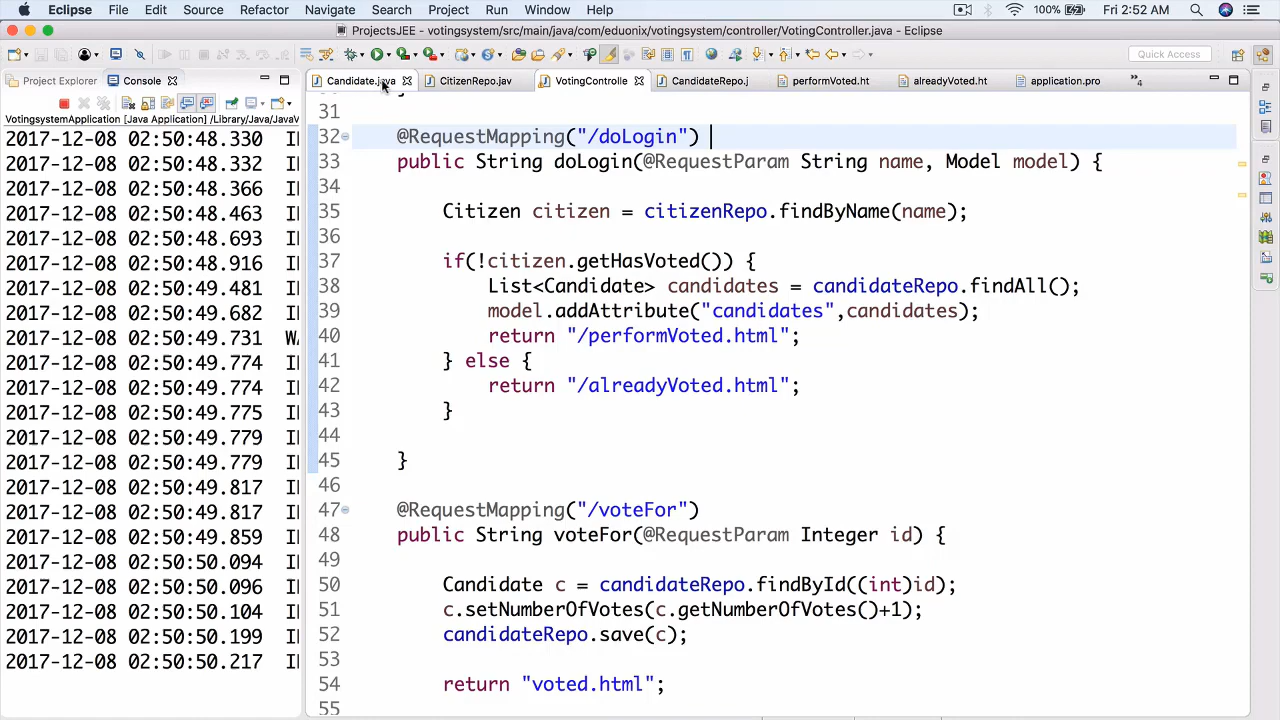 Eclipse File Edit Source Refactor Navigate Search Project Run Window Help 100% Fri 2:52 AM
ProjectsJEE - votingsystem/src/main/java/com/eduonix/votingsystem/controller/VotingController.java - Eclipse
Quick Access
Project Explorer Console
Candidate.java CitizenRepo.jav VotingControlle CandidateRepo.j performVoted.ht alreadyVoted.ht application.pro »4
VotingsystemApplication [Java Application] /Library/Java/JavaV
2017-12-08 02:50:48.330
2017-12-08 02:50:48.332
2017-12-08 02:50:48.366
2017-12-08 02:50:48.463
2017-12-08 02:50:48.693
2017-12-08 02:50:48.916
2017-12-08 02:50:49.481
2017-12-08 02:50:49.682
2017-12-08 02:50:49.731
2017-12-08 02:50:49.774
2017-12-08 02:50:49.774
2017-12-08 02:50:49.775
2017-12-08 02:50:49.779
2017-12-08 02:50:49.779
2017-12-08 02:50:49.817
2017-12-08 02:50:49.817
2017-12-08 02:50:49.859
2017-12-08 02:50:50.094
2017-12-08 02:50:50.096
2017-12-08 02:50:50.104
2017-12-08 02:50:50.199
2017-12-08 02:50:50.217
31
32 @RequestMapping("/doLogin")
33 public String doLogin(@RequestParam String name, Model model) {
34
35 Citizen citizen = citizenRepo.findByName(name);
36
37 if(!citizen.getHasVoted()) {
38 List<Candidate> candidates = candidateRepo.findAll();
39 model.addAttribute("candidates",candidates);
40 return "/performVoted.html";
41 } else {
42 return "/alreadyVoted.html";
43 }
44
45 }
46
47 @RequestMapping("/voteFor")
48 public String voteFor(@RequestParam Integer id) {
49
50 Candidate c = candidateRepo.findById((int)id);
51 c.setNumberOfVotes(c.getNumberOfVotes()+1);
52 candidateRepo.save(c);
53
54 return "voted.html";
55